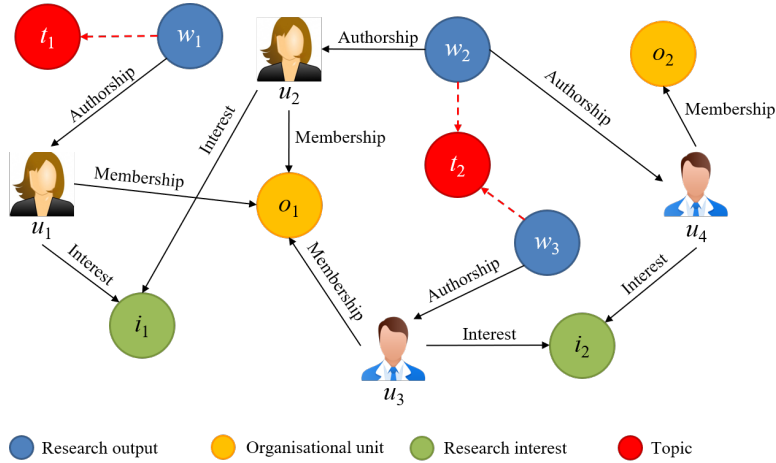 t1
w1
w2
o2
Authorship
u2
Authorship
Authorship
Interest
Membership
Membership
t2
Membership
o1
u1
w3
u4
Interest
Membership
Authorship
Interest
i1
Interest
i2
u3
Research output
Organisational unit
Research interest
Topic